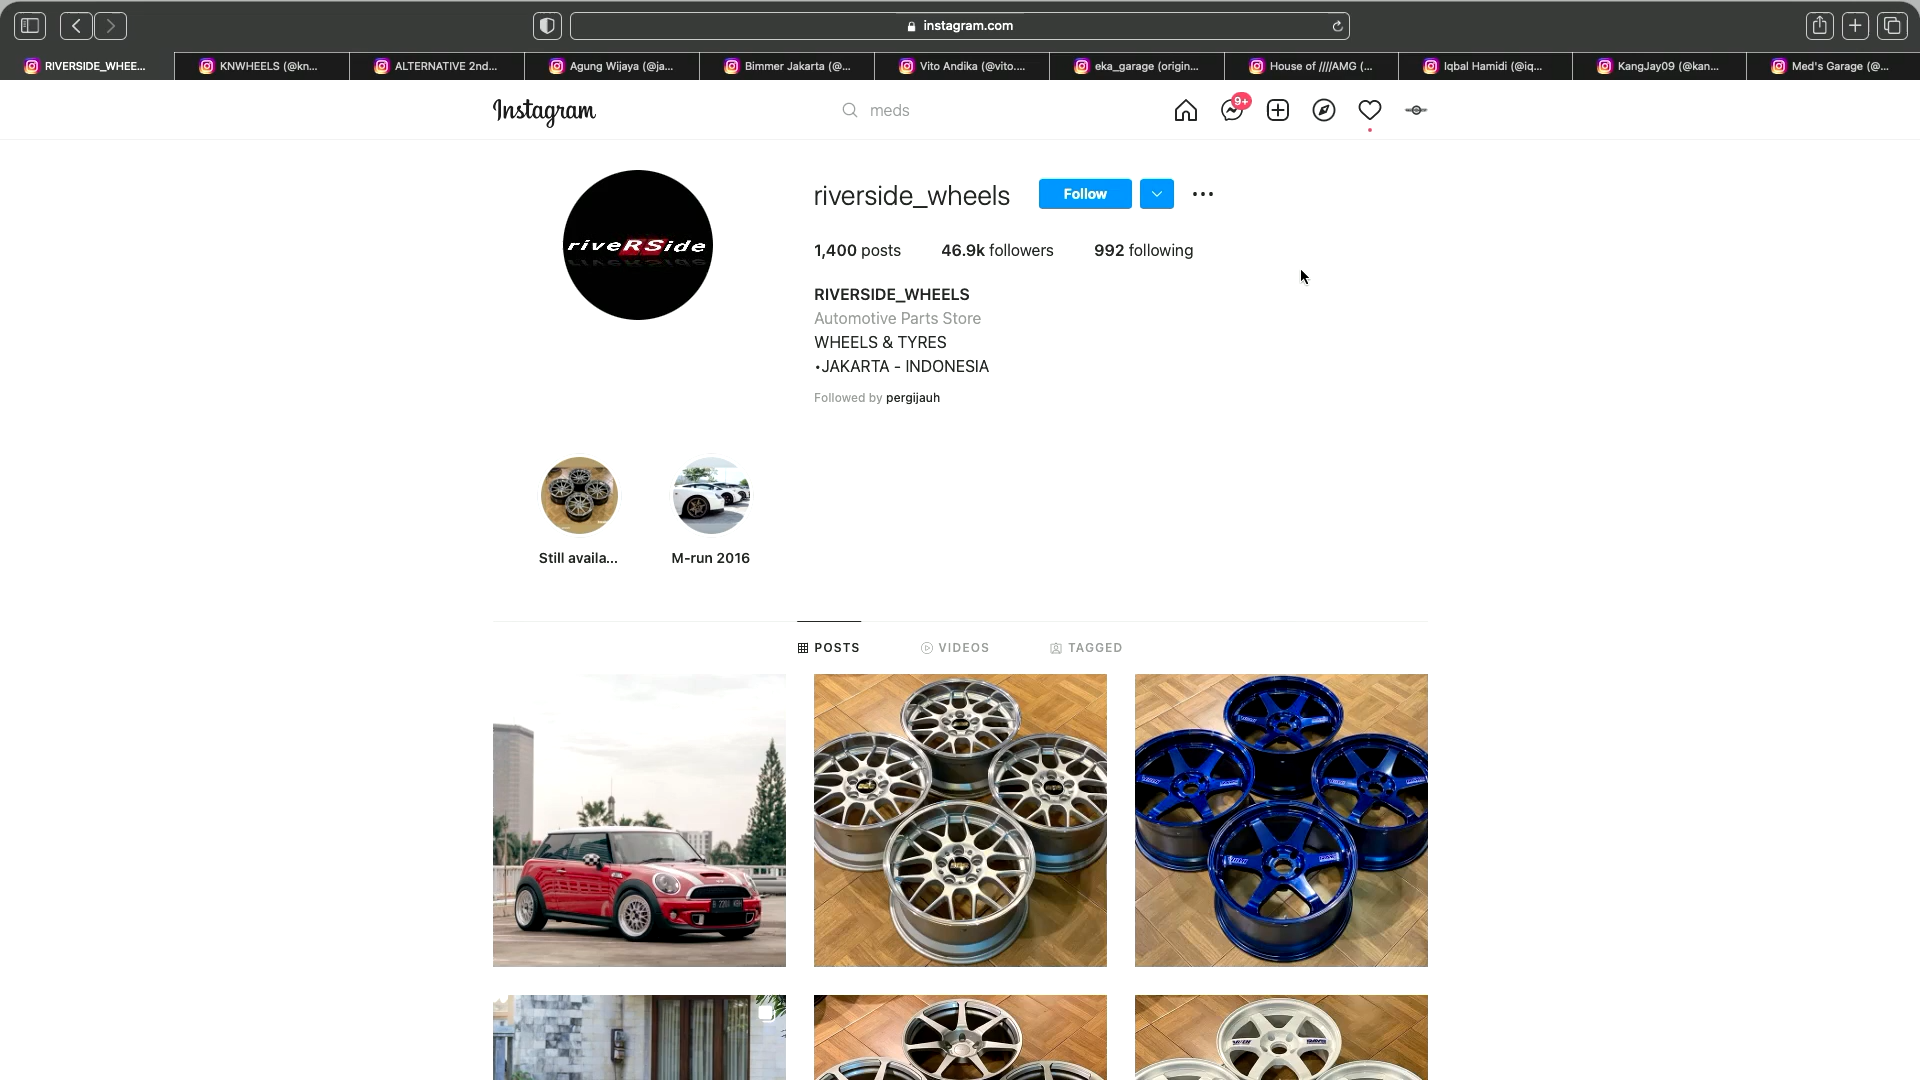 instagram.com
RIVERSIDE_WHEE...
KNWHEELS (@kn...
ALTERNATIVE 2nd...
Agung Wijaya (@ja...
Bimmer Jakarta (@...
Vito Andika (@vito....
eka_garage (origin...
House of ////AMG (...
Iqbal Hamidi (@iq...
KangJay09 (@kan...
Med's Garage (@...
Instagram
meds
9+
riveRSide
riverside_wheels
Follow
1,400 posts 46.9k followers 992 following
RIVERSIDE_WHEELS
Automotive Parts Store
WHEELS & TYRES
•JAKARTA - INDONESIA
Followed by pergijauh
Still availa...
M-run 2016
POSTS
VIDEOS
TAGGED